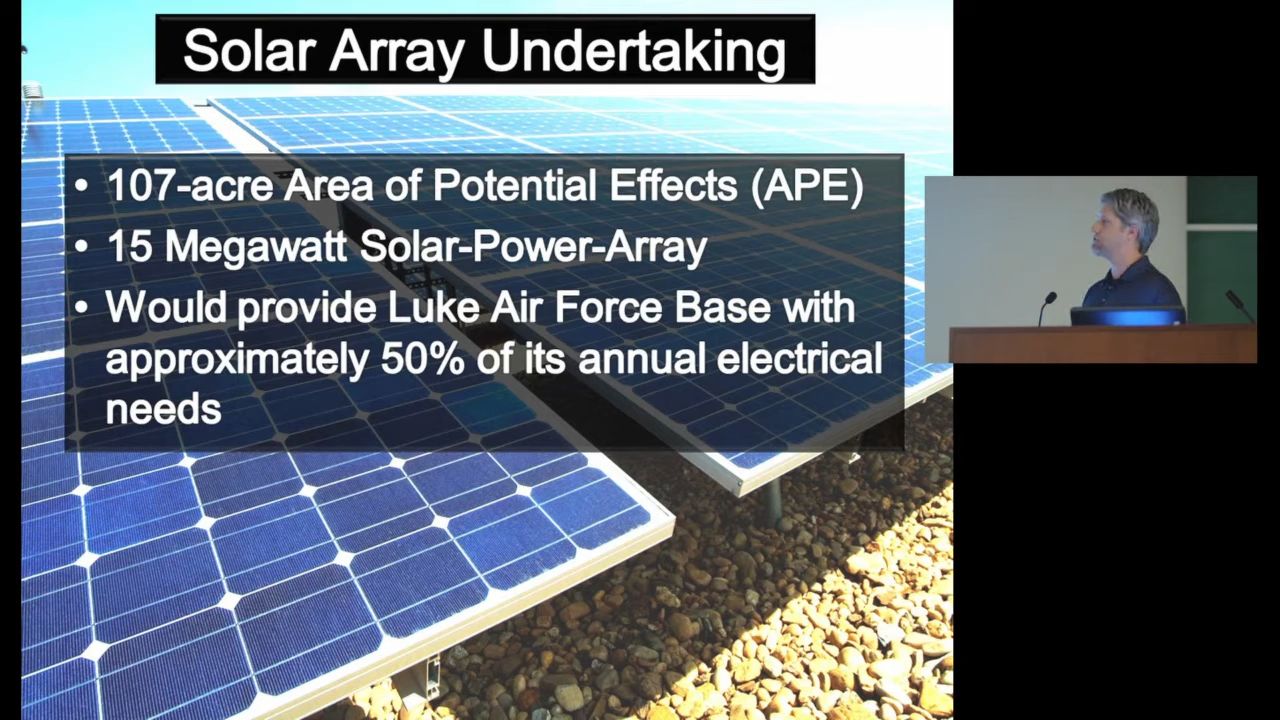 Solar Array Undertaking
• 107-acre Area of Potential Effects (APE)
• 15 Megawatt Solar-Power-Array
• Would provide Luke Air Force Base with
approximately 50% of its annual electrical
needs